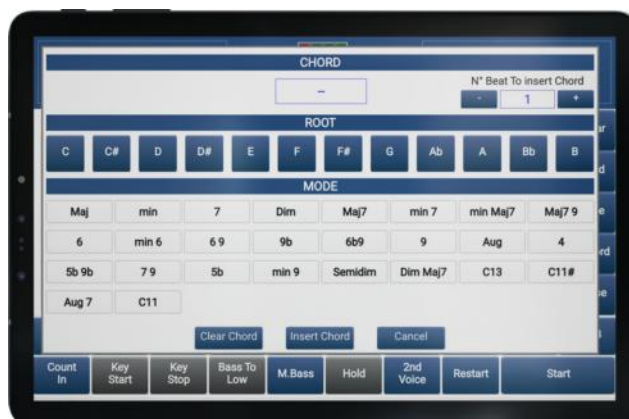 CHORD
N° Beat To insert Chord
–
- 1 +
ROOT
C C# D D# E F F# G Ab A Bb B
MODE
Maj min 7 Dim Maj7 min 7 min Maj7 Maj7 9
6 min 6 6 9 9b 6b9 9 Aug 4
5b 9b 7 9 5b min 9 Semidim Dim Maj7 C13 C11#
Aug 7 C11
Clear Chord Insert Chord Cancel
Count In Key Start Key Stop Bass To Low M.Bass Hold 2nd Voice Restart Start